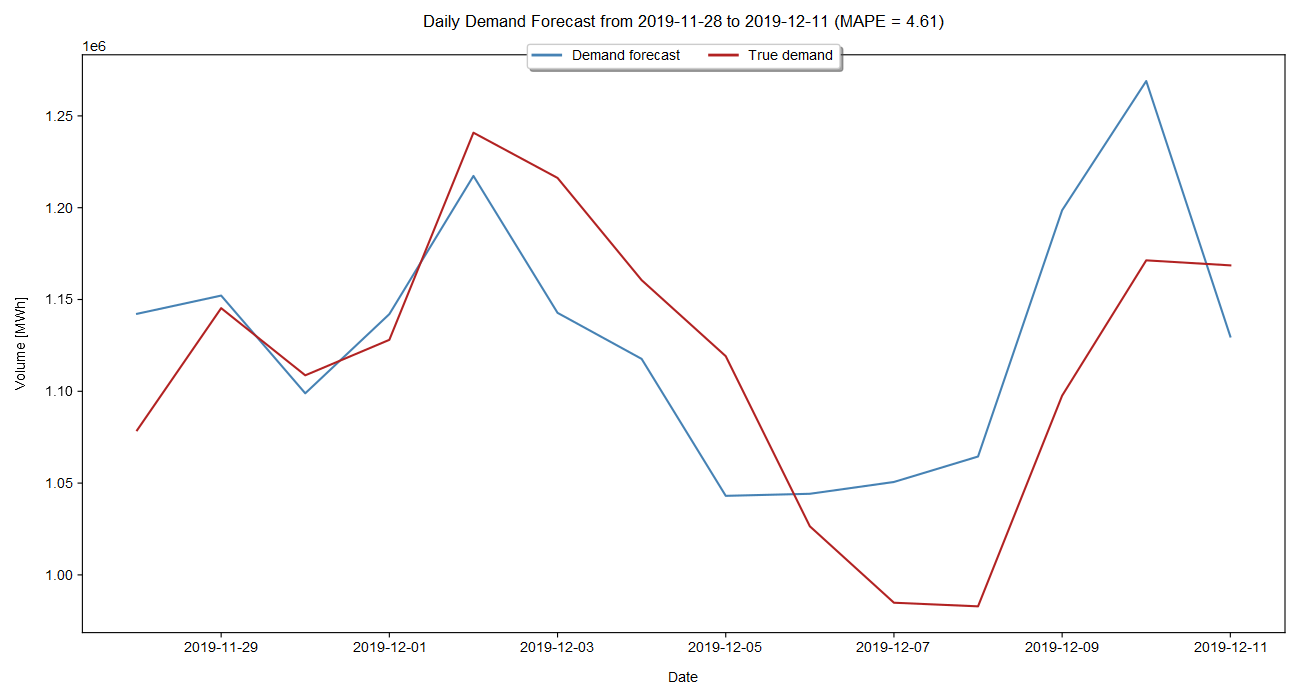 Daily Demand Forecast from 2019-11-28 to 2019-12-11 (MAPE = 4.61)
1e6
Demand forecast True demand
1.25
1.20
1.15
1.10
1.05
1.00
Volume [MWh]
2019-11-29 2019-12-01 2019-12-03 2019-12-05 2019-12-07 2019-12-09 2019-12-11
Date